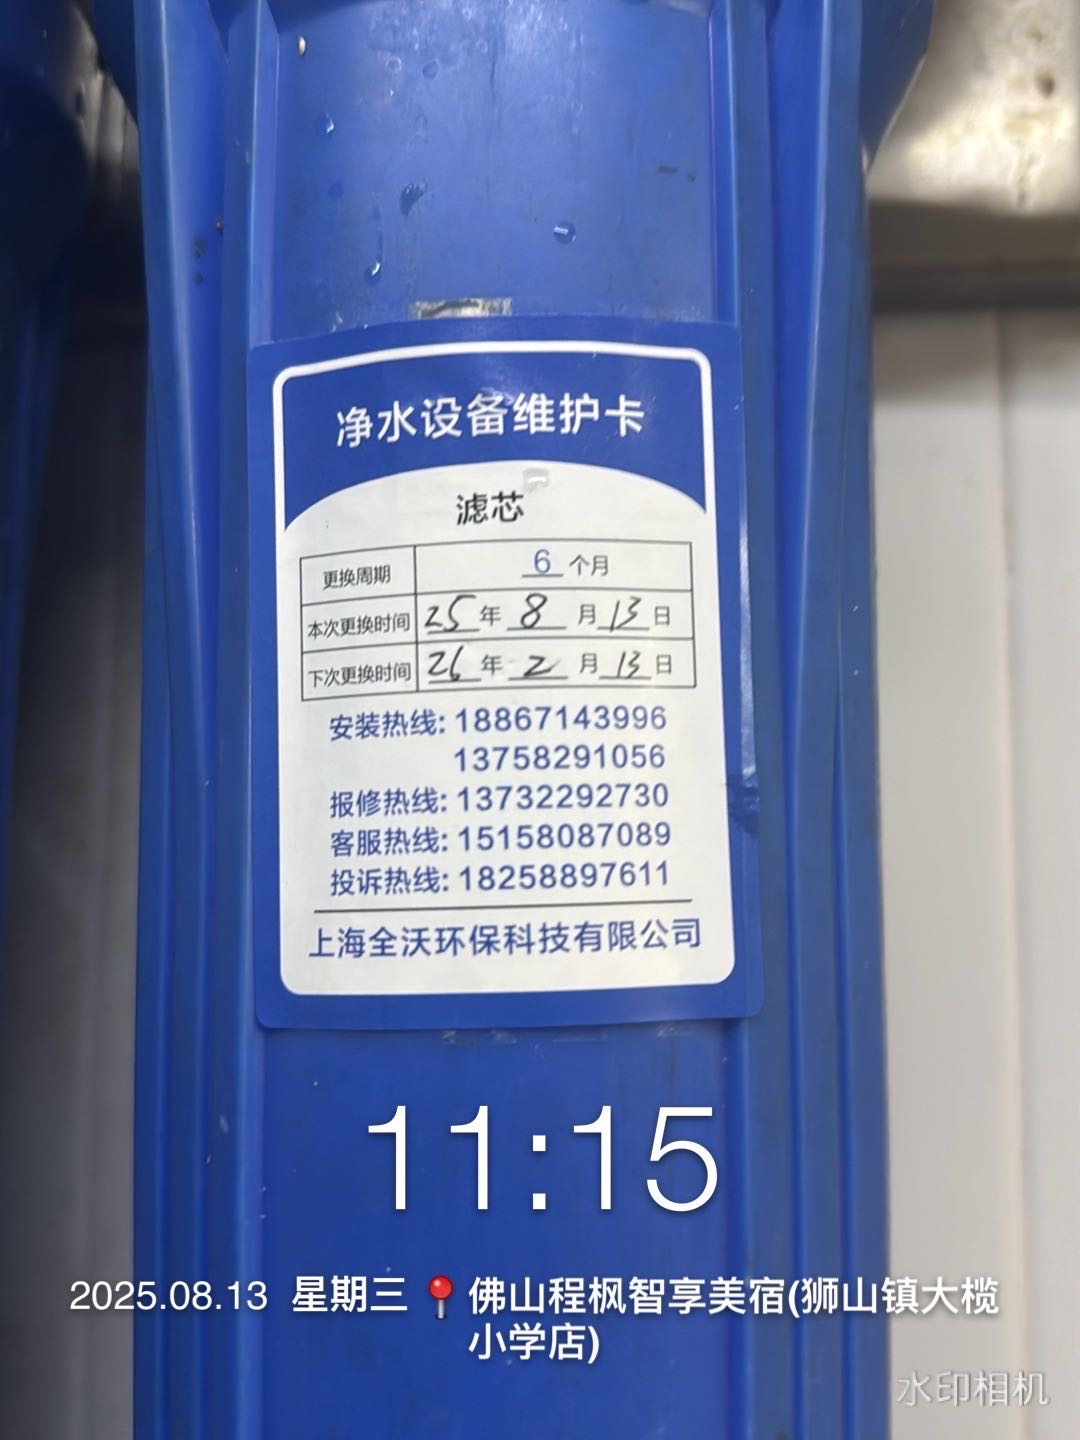 净水设备维护卡
滤芯
更换周期 6 个月
本次更换时间 25 年 8 月 13 日
下次更换时间 26 年 2 月 13 日
安装热线: 18867143996
13758291056
报修热线: 13732292730
客服热线: 15158087089
投诉热线: 18258897611
上海全沃环保科技有限公司
11:15
2025.08.13 星期三 📍佛山程枫智享美宿(狮山镇大榄
小学店)
水印相机